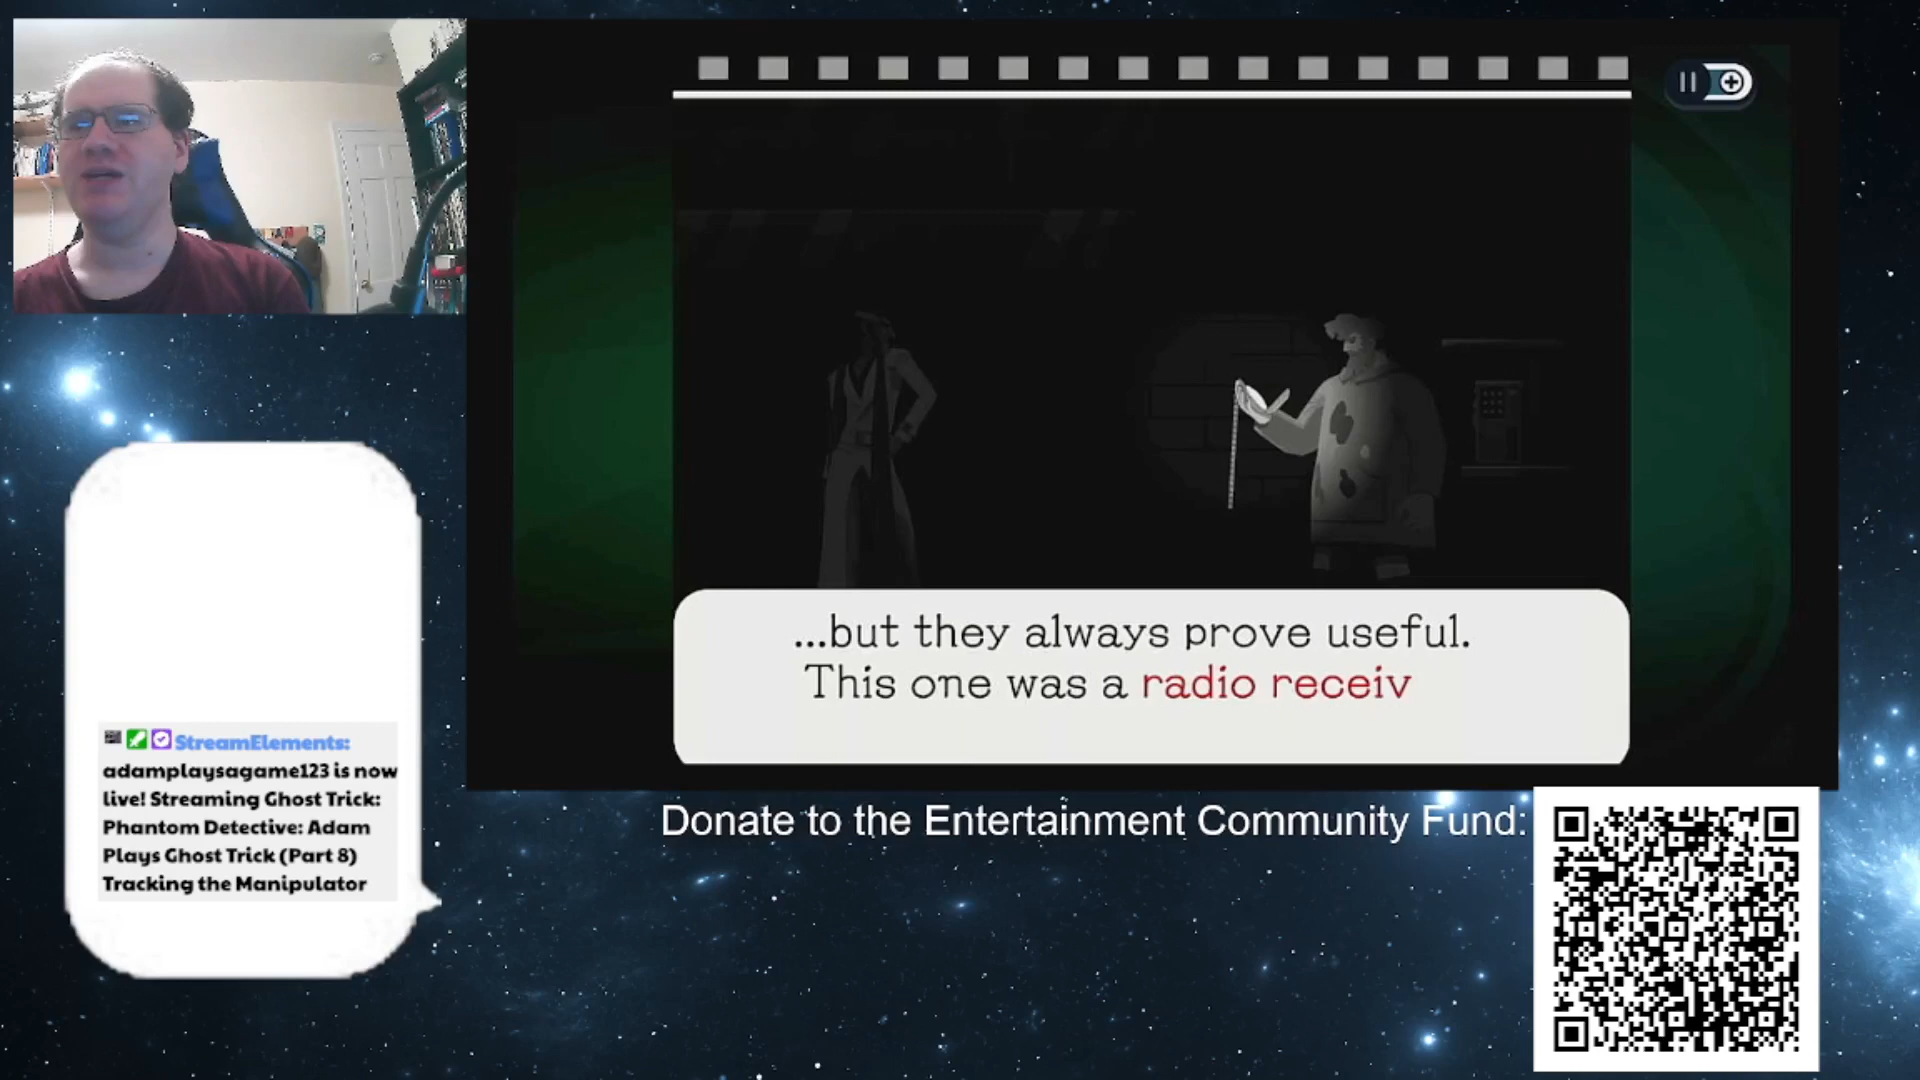 ...but they always prove useful.
This one was a radio receiv
StreamElements:
adamplaysagame123 is now
live! Streaming Ghost Trick:
Phantom Detective: Adam
Plays Ghost Trick (Part 8)
Tracking the Manipulator
Donate to the Entertainment Community Fund: